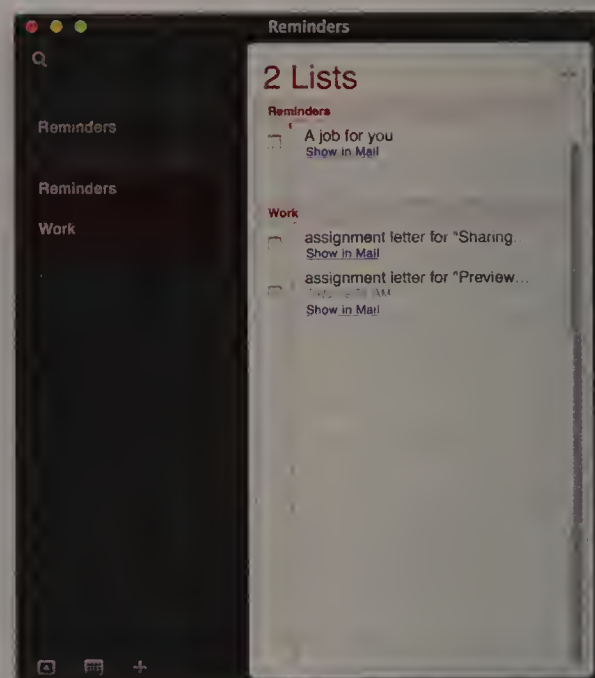 Reminders
Reminders
Reminders
Work
2 Lists
Reminders
A job for you
Show in Mail
Work
assignment letter for "Sharing
Show in Mail
assignment letter for "Preview...
AM
Show in Mail